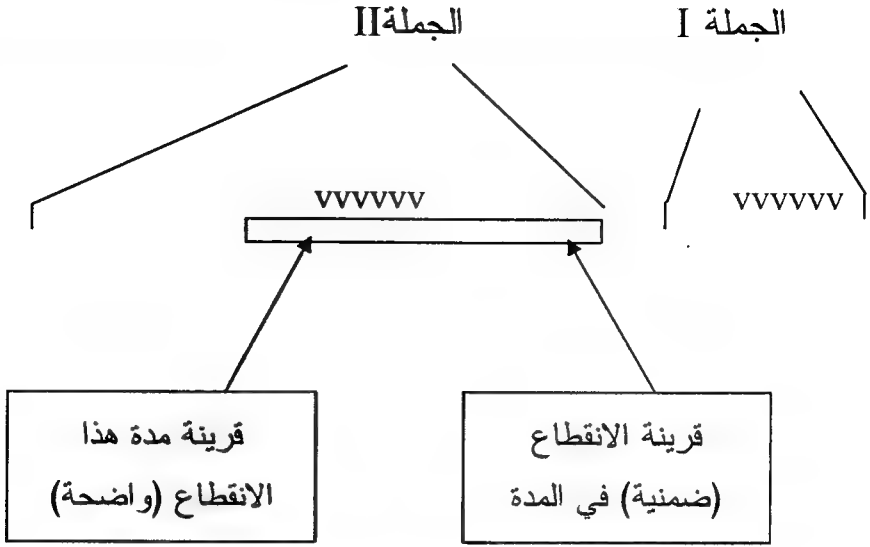 الجملة I
الجملة II
vvvvvv
vvvvvv
قرينة الانقطاع
(ضمنية) في المدة
قرينة مدة هذا
الانقطاع (واضحة)